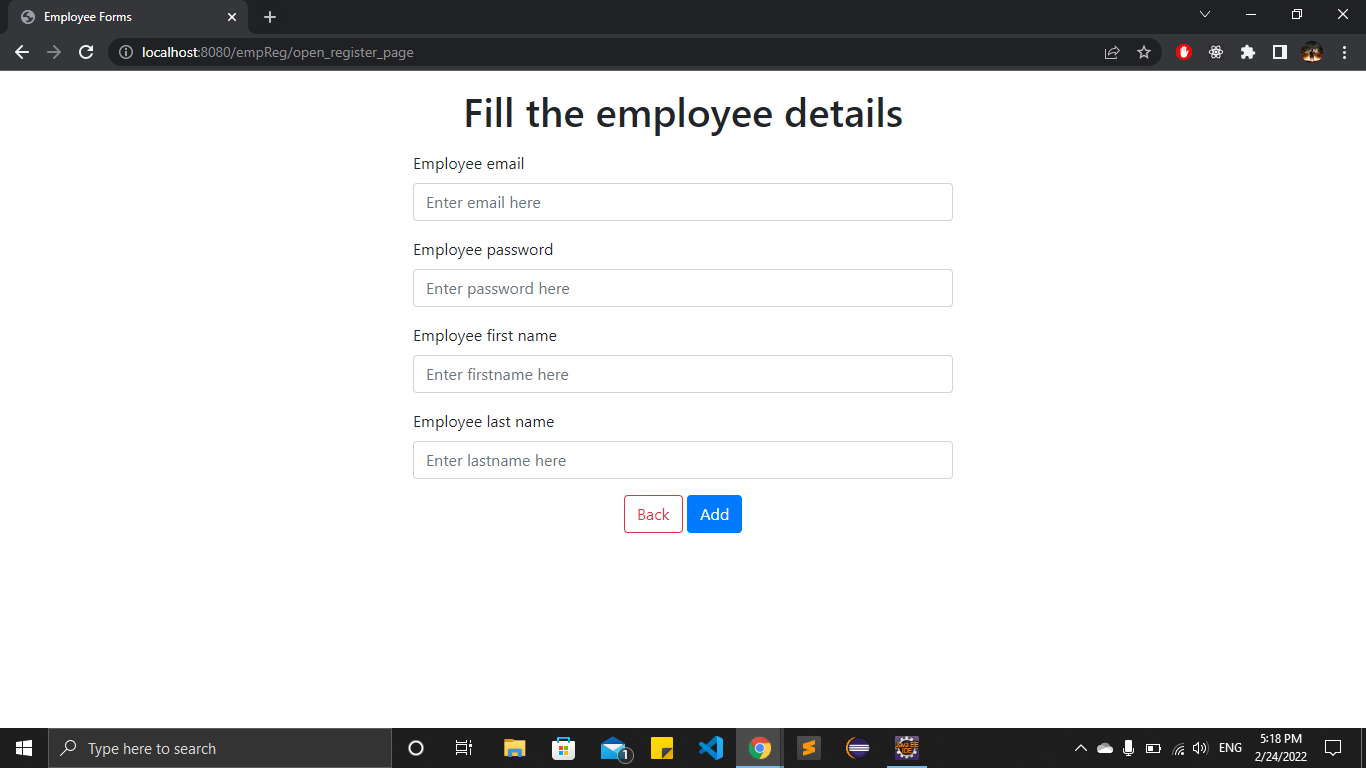 Employee Forms
localhost:8080/empReg/open_register_page
Fill the employee details
Employee email
Enter email here
Employee password
Enter password here
Employee first name
Enter firstname here
Employee last name
Enter lastname here
Back Add
Type here to search
1
ENG
5:18 PM
2/24/2022